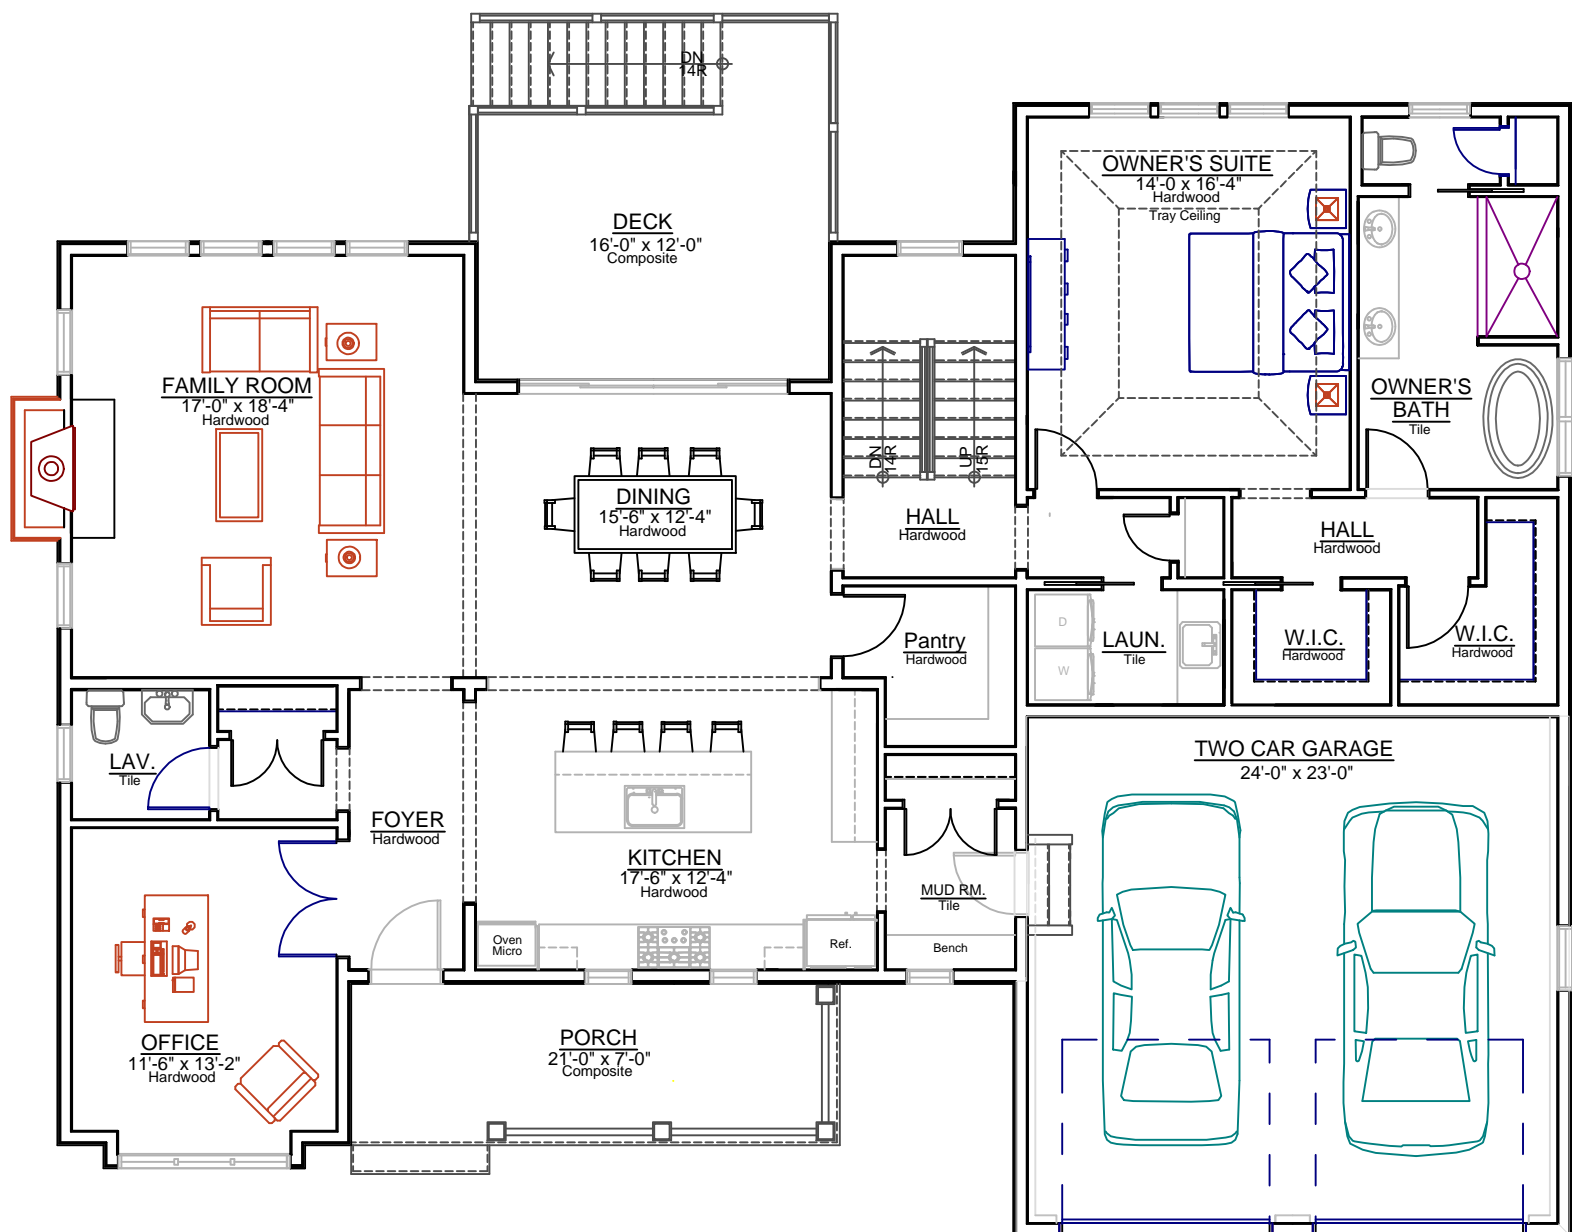 DN
14R
DECK
16'-0" x 12'-0"
Composite
OWNER'S SUITE
14'-0 x 16'-4"
Hardwood
Tray Ceiling
FAMILY ROOM
17'-0" x 18'-4"
Hardwood
OWNER'S
BATH
Tile
DN
14R
UP
15R
DINING
15'-6" x 12'-4"
Hardwood
HALL
Hardwood
HALL
Hardwood
Pantry
Hardwood
D
W
LAUN.
Tile
W.I.C.
Hardwood
W.I.C.
Hardwood
LAV.
Tile
FOYER
Hardwood
TWO CAR GARAGE
24'-0" x 23'-0"
KITCHEN
17'-6" x 12'-4"
Hardwood
MUD RM.
Tile
Oven
Micro
Ref.
Bench
OFFICE
11'-6" x 13'-2"
Hardwood
PORCH
21'-0" x 7'-0"
Composite